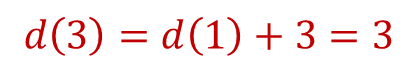 d(3) = d(1) + 3 = 3